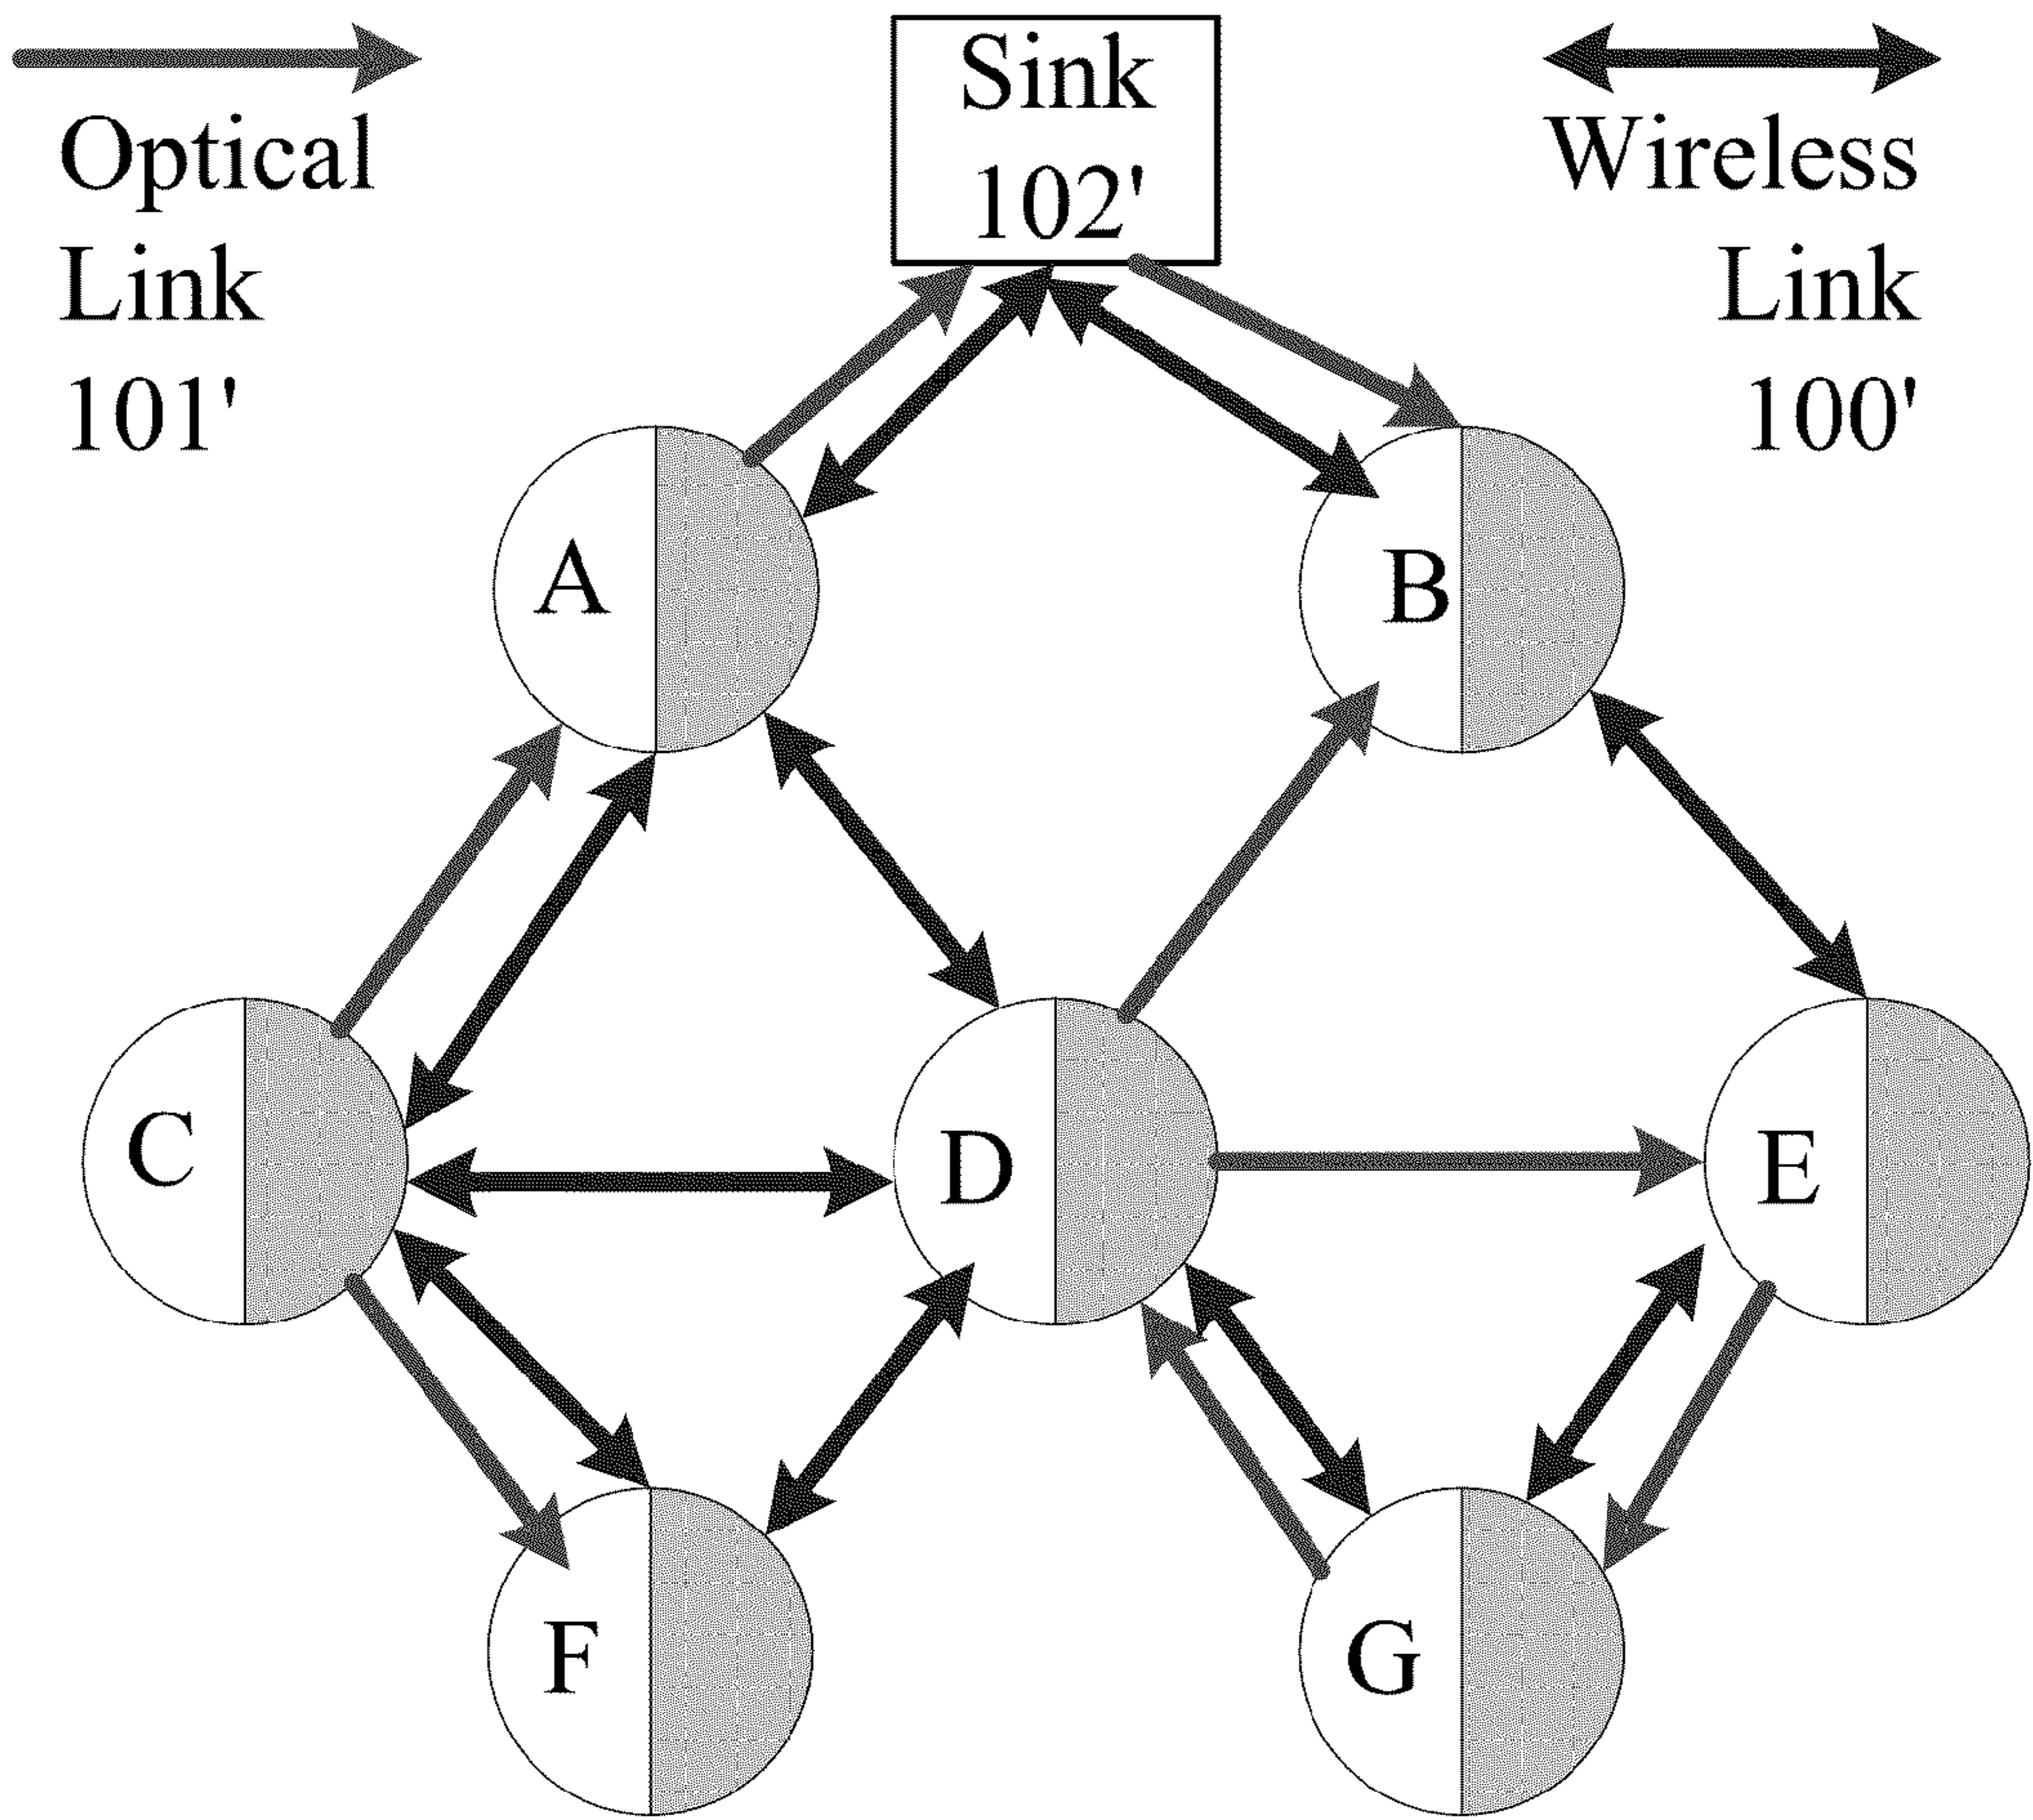 Optical
Link
101'
Sink
102'
Wireless
Link
100'
A
B
C
D
E
F
G